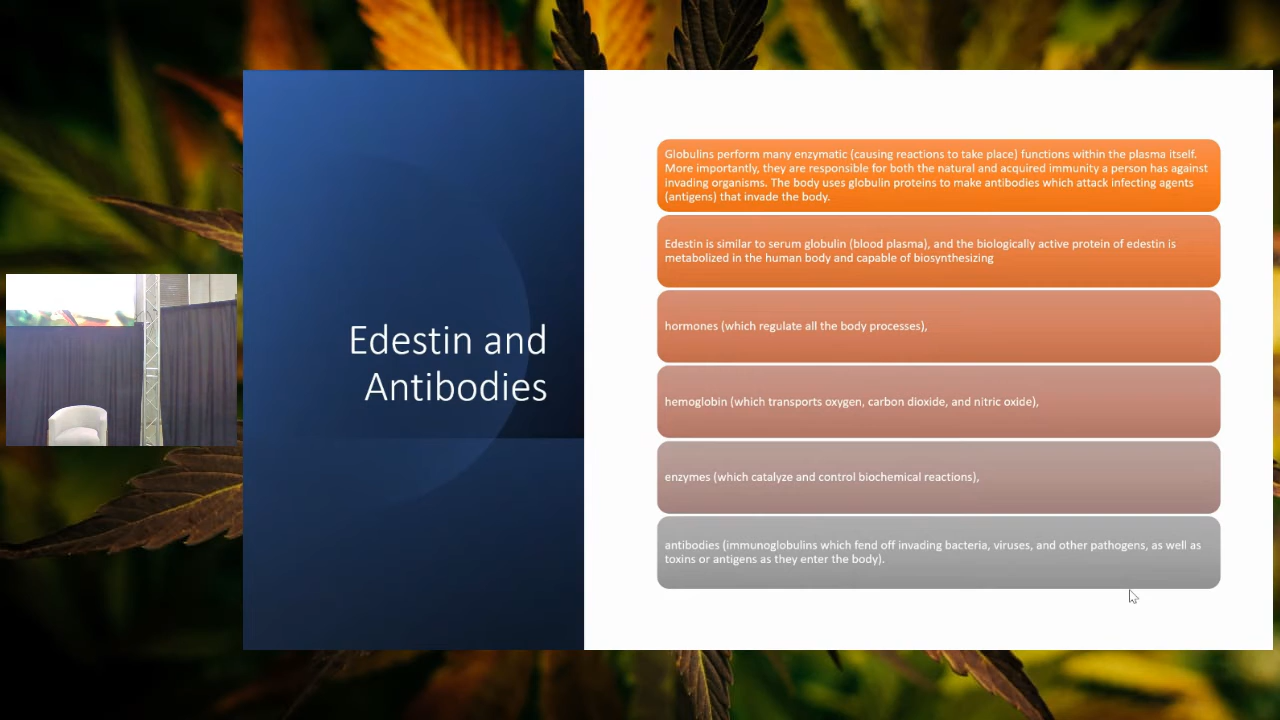 Edestin and
Antibodies
Globulins perform many enzymatic (causing reactions to take place) functions within the plasma itself.
More importantly, they are responsible for both the natural and acquired immunity a person has against
invading organisms. The body uses globulin proteins to make antibodies which attack infecting agents
(antigens) that invade the body.
Edestin is similar to serum globulin (blood plasma), and the biologically active protein of edestin is
metabolized in the human body and capable of biosynthesizing
hormones (which regulate all the body processes),
hemoglobin (which transports oxygen, carbon dioxide, and nitric oxide),
enzymes (which catalyze and control biochemical reactions),
antibodies (immunoglobulins which fend off invading bacteria, viruses, and other pathogens, as well as
toxins or antigens as they enter the body).